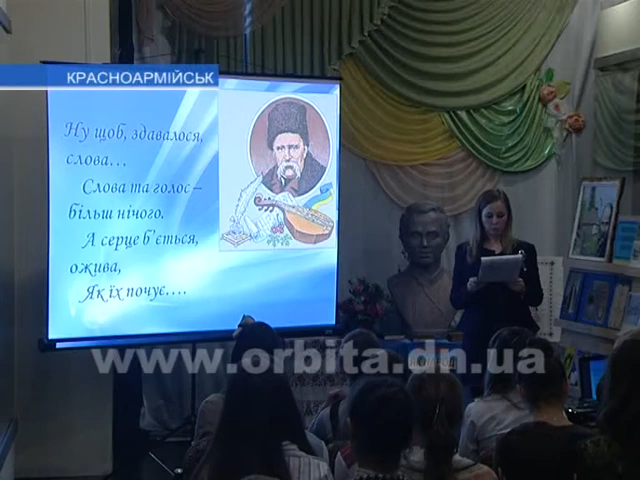 КРАСНОАРМІЙСЬК
Ну щоб, здавалося,
слова...
Слова та голос –
більш нічого.
А серце б'ється,
ожива,
Як їх почує....
www.orbita.dn.ua